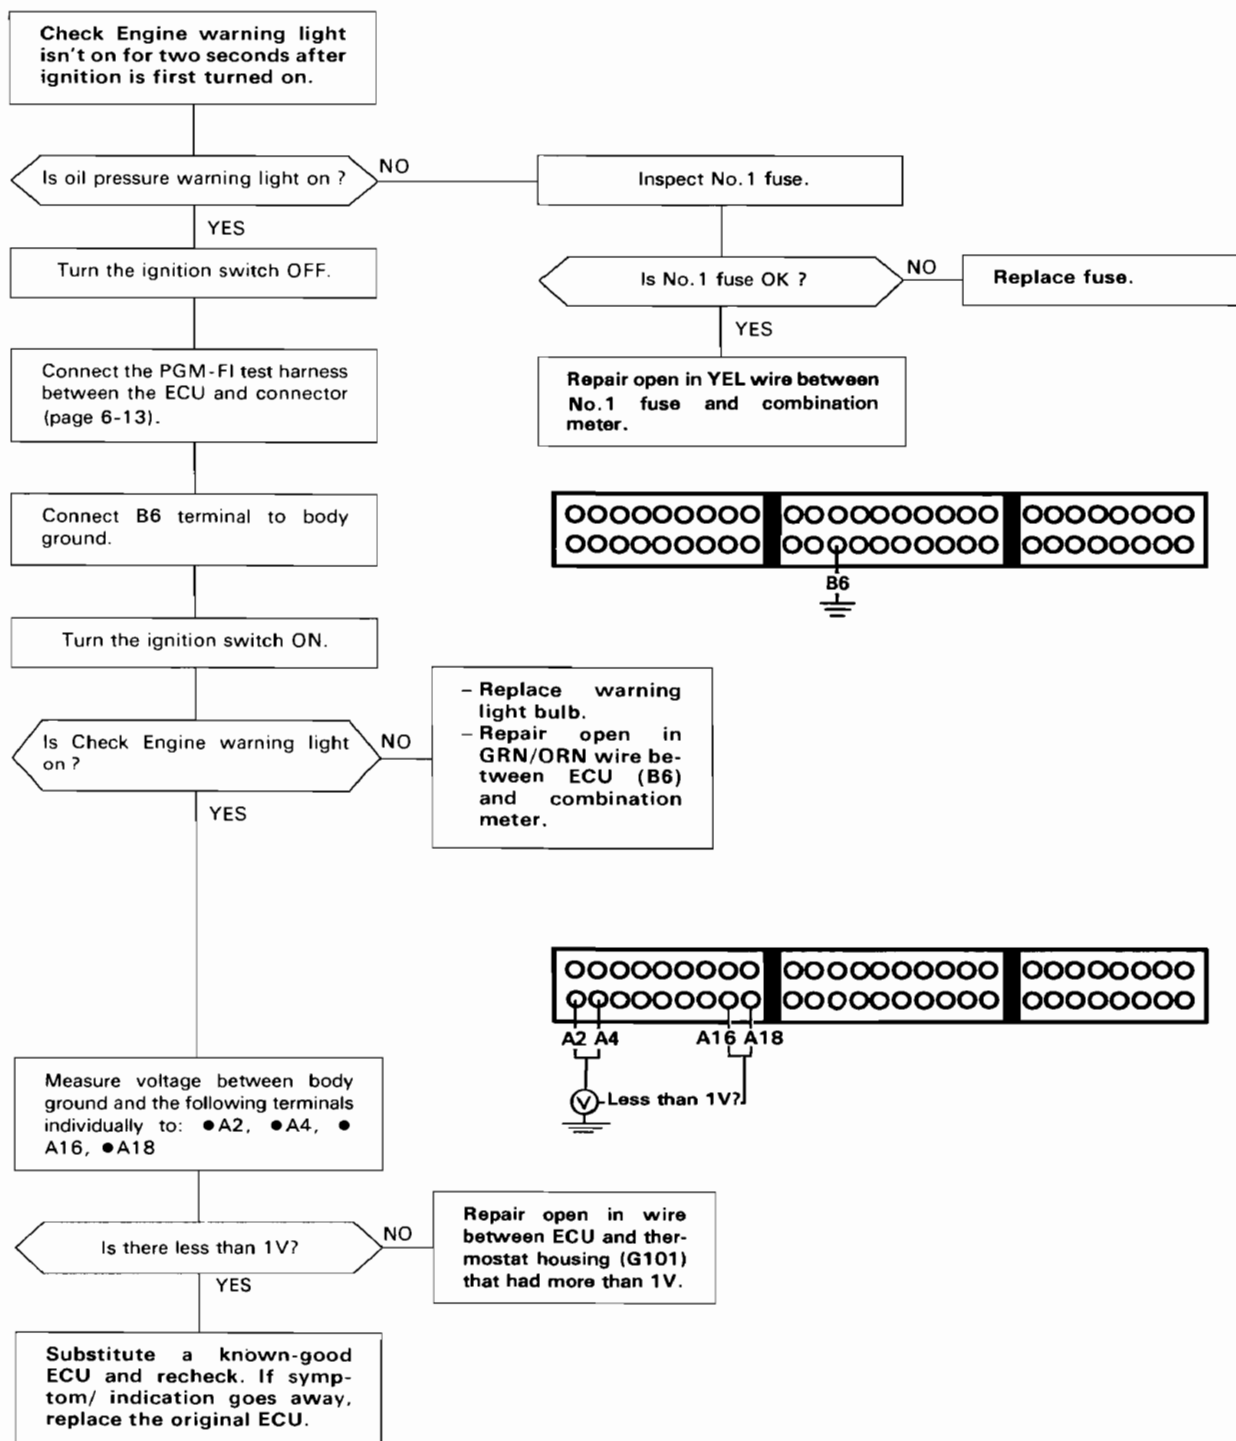 Check Engine warning light
isn't on for two seconds after
ignition is first turned on.
Is oil pressure warning light on ?
NO
Inspect No.1 fuse.
YES
Turn the ignition switch OFF.
Is No.1 fuse OK ?
NO
Replace fuse.
YES
Connect the PGM-FI test harness
between the ECU and connector
(page 6-13).
Repair open in YEL wire between
No.1 fuse and combination
meter.
Connect B6 terminal to body
ground.
B6
Turn the ignition switch ON.
Is Check Engine warning light
on ?
NO
– Replace warning
light bulb.
– Repair open in
GRN/ORN wire be-
tween ECU (B6)
and combination
meter.
YES
A2 A4
A16 A18
V
Less than 1V?
Measure voltage between body
ground and the following terminals
individually to: ●A2, ●A4, ●
A16, ●A18
Is there less than 1V?
NO
Repair open in wire
between ECU and ther-
mostat housing (G101)
that had more than 1V.
YES
Substitute a known-good
ECU and recheck. If symp-
tom/ indication goes away,
replace the original ECU.